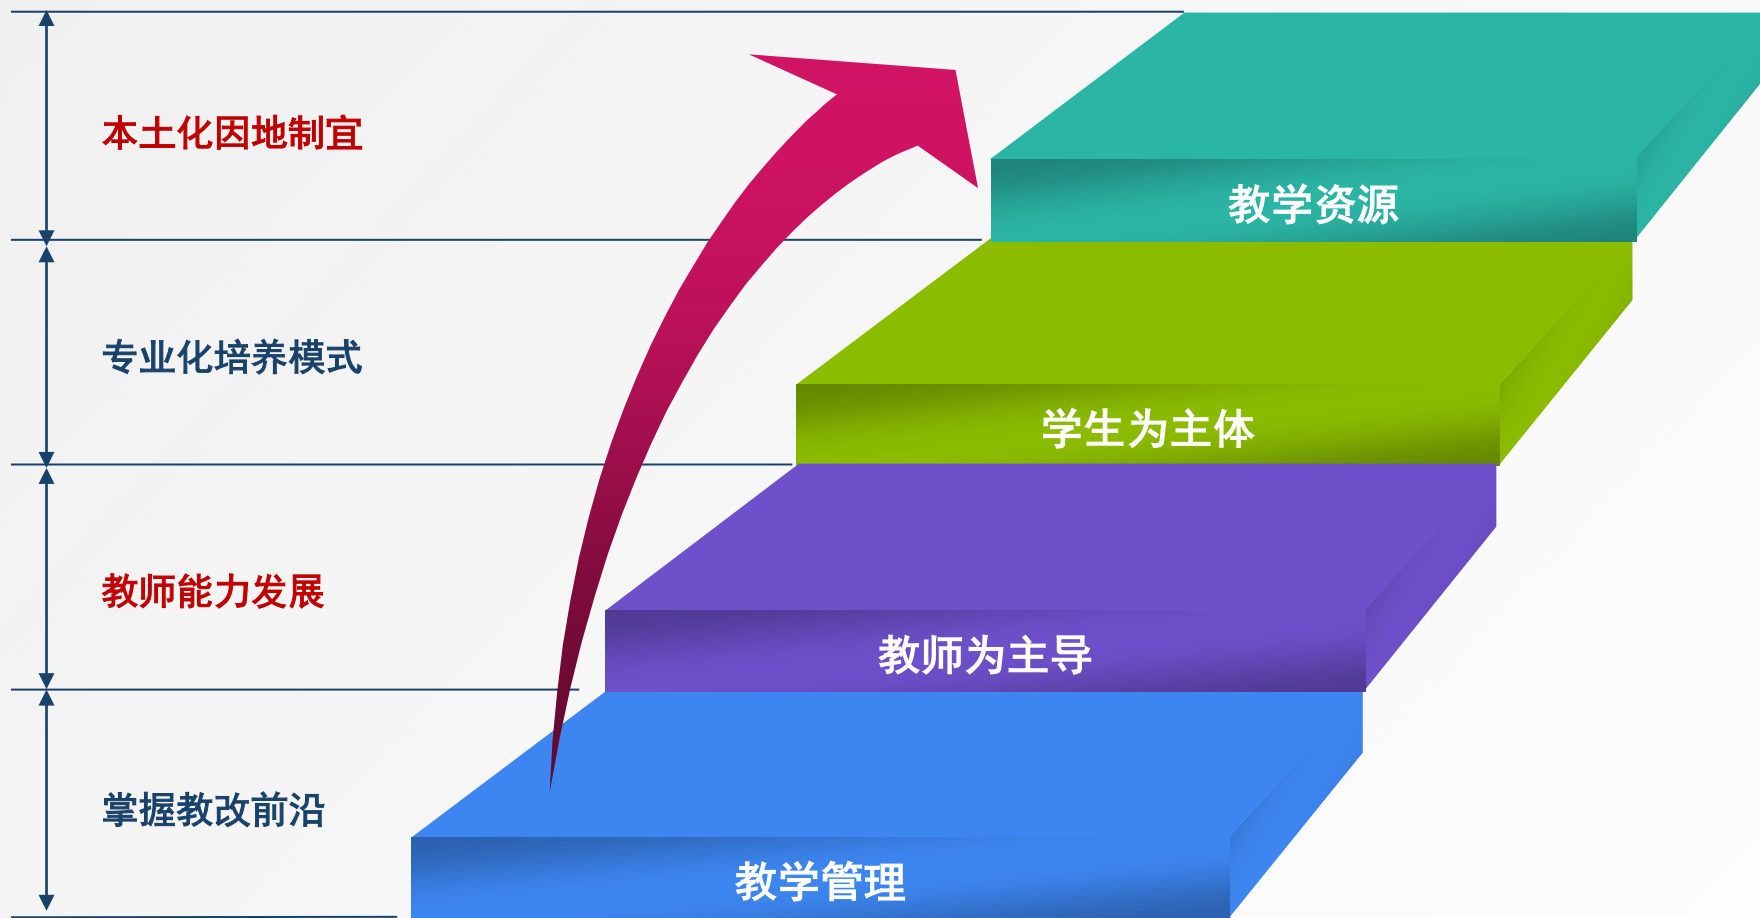 本土化因地制宜
教学资源
专业化培养模式
学生为主体
教师能力发展
教师为主导
掌握教改前沿
教学管理